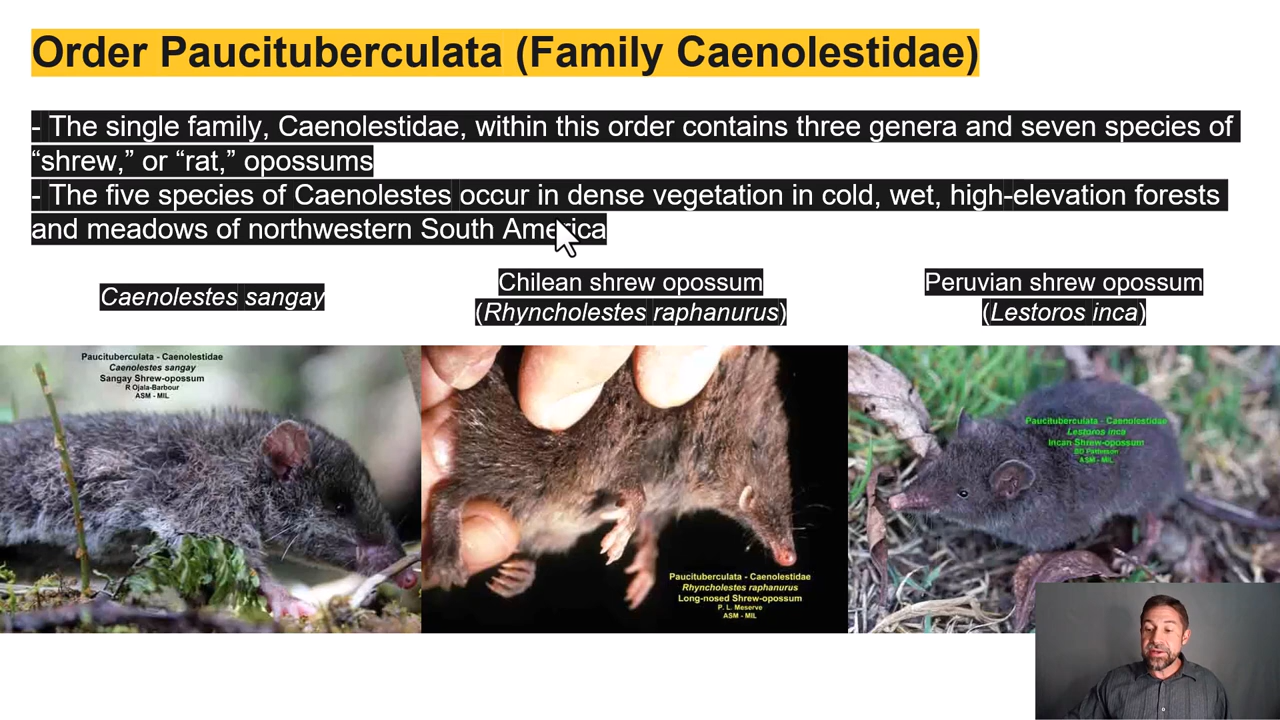 Order Paucituberculata (Family Caenolestidae)
- The single family, Caenolestidae, within this order contains three genera and seven species of
“shrew,” or “rat,” opossums
- The five species of Caenolestes occur in dense vegetation in cold, wet, high-elevation forests
and meadows of northwestern South America
Caenolestes sangay
Chilean shrew opossum
(Rhyncholestes raphanurus)
Peruvian shrew opossum
(Lestoros inca)
Paucituberculata - Caenolestidae
Caenolestes sangay
Sangay Shrew-opossum
R Ojala-Barbour
ASM - MIL
Paucituberculata - Caenolestidae
Rhyncholestes raphanurus
Long-nosed Shrew-opossum
P. L. Meserve
ASM - MIL
Paucituberculata - Caenolestidae
Lestoros inca
Incan Shrew-opossum
BD Patterson
ASM - MIL